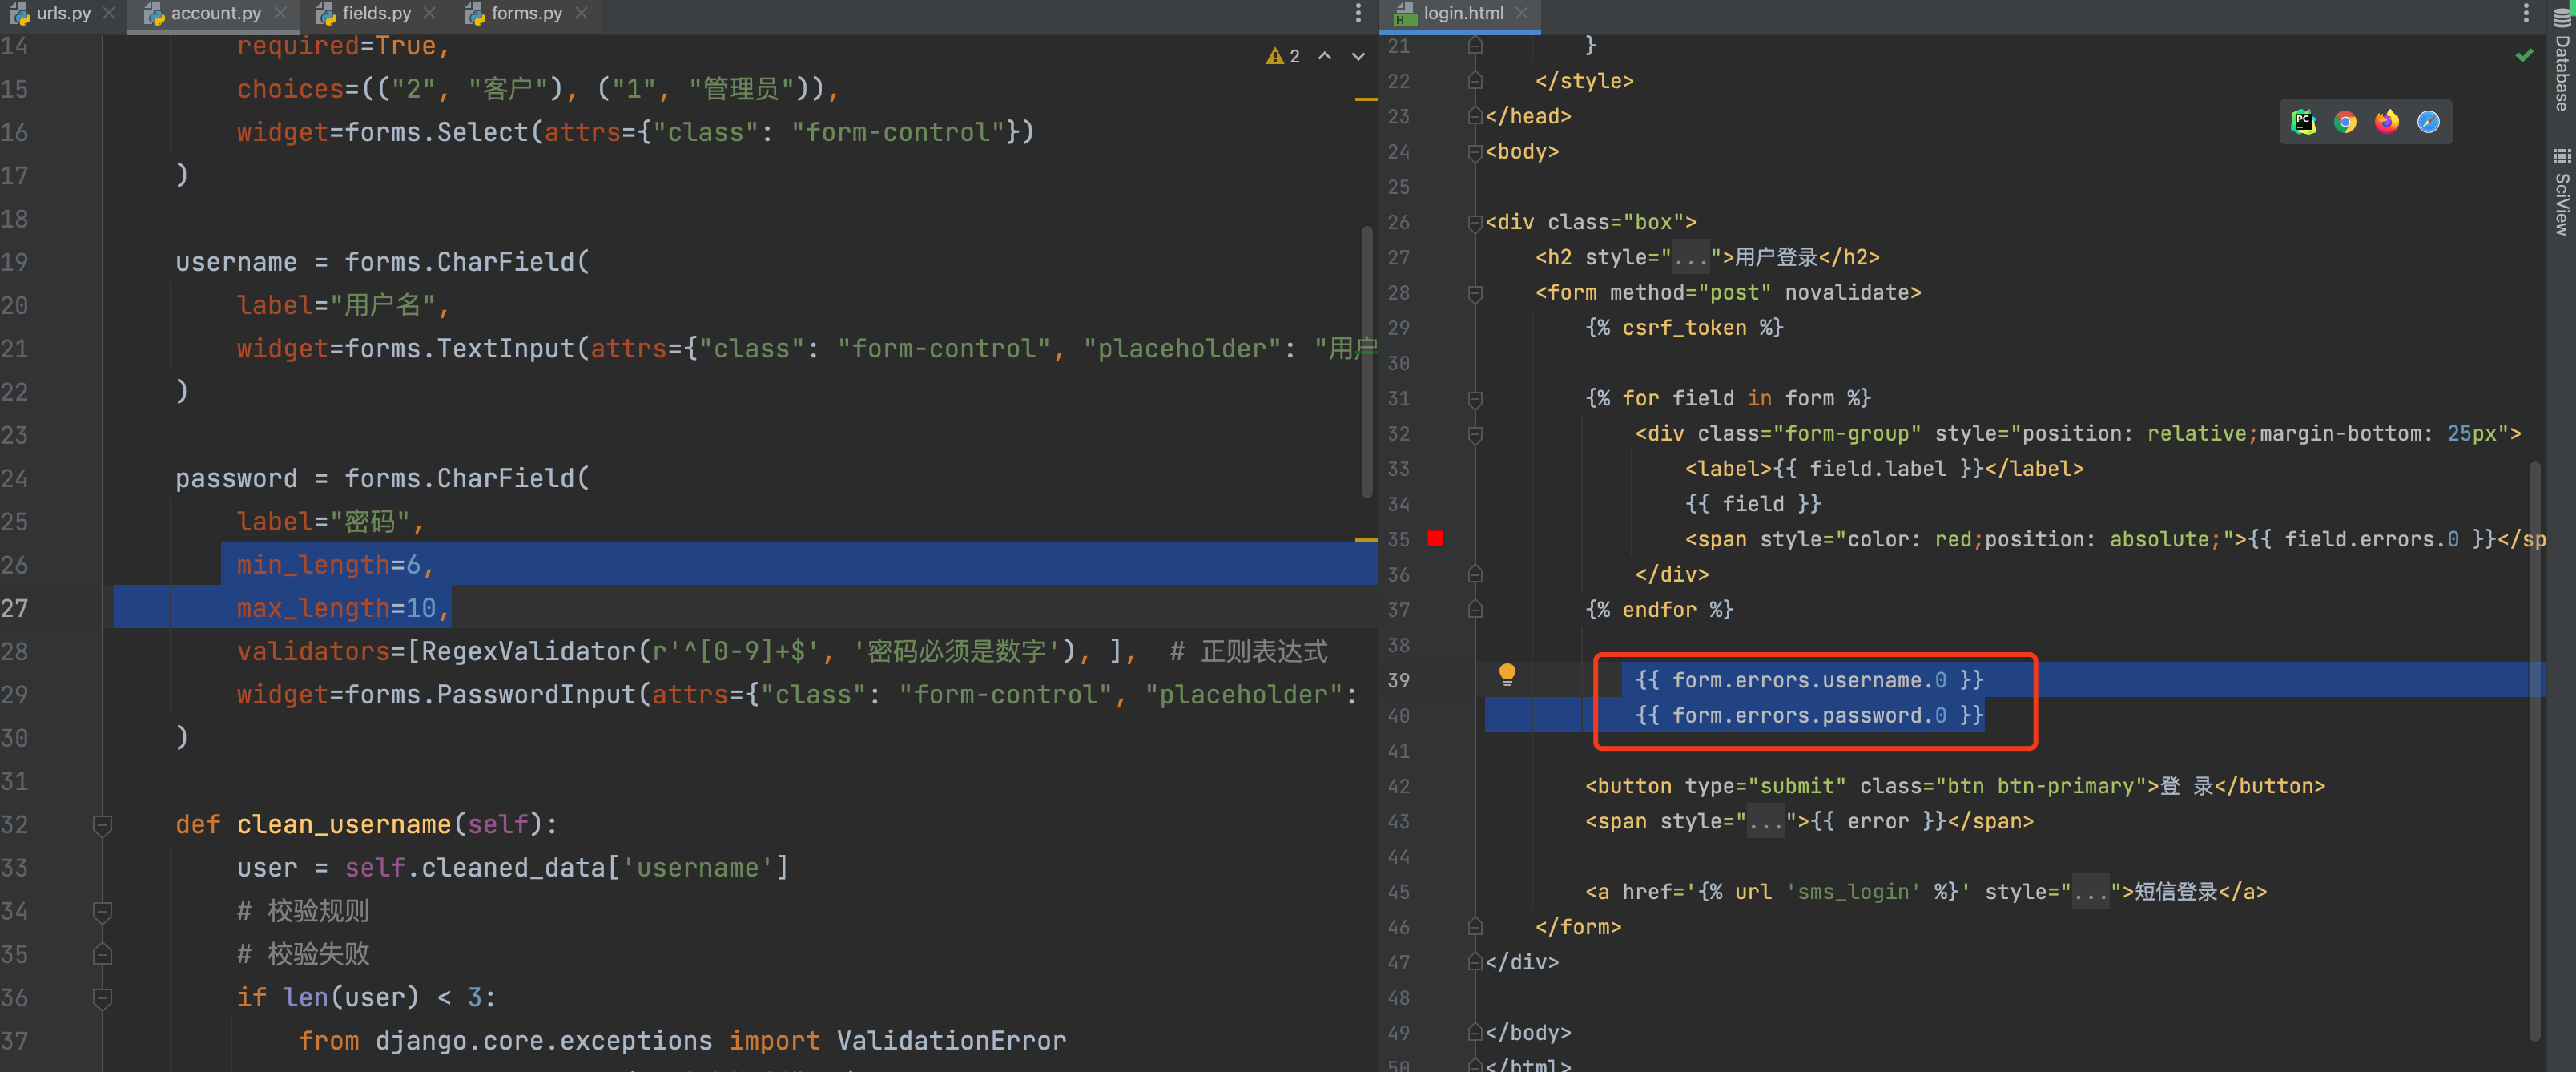 urls.py
account.py
fields.py
forms.py
2
14 required=True,
15 choices=(("2", "客户"), ("1", "管理员")),
16 widget=forms.Select(attrs={"class": "form-control"})
17 )
18
19 username = forms.CharField(
20 label="用户名",
21 widget=forms.TextInput(attrs={"class": "form-control", "placeholder": "用户
22 )
23
24 password = forms.CharField(
25 label="密码",
26 min_length=6,
27 max_length=10,
28 validators=[RegexValidator(r'^[0-9]+$', '密码必须是数字'), ],  # 正则表达式
29 widget=forms.PasswordInput(attrs={"class": "form-control", "placeholder":
30 )
31
32 def clean_username(self):
33 user = self.cleaned_data['username']
34 # 校验规则
35 # 校验失败
36 if len(user) < 3:
37 from django.core.exceptions import ValidationError
login.html
21 }
22 </style>
23 </head>
24 <body>
25
26 <div class="box">
27 <h2 style="...">用户登录</h2>
28 <form method="post" novalidate>
29 {% csrf_token %}
30
31 {% for field in form %}
32 <div class="form-group" style="position: relative;margin-bottom: 25px">
33 <label>{{ field.label }}</label>
34 {{ field }}
35 <span style="color: red;position: absolute;">{{ field.errors.0 }}</sp
36 </div>
37 {% endfor %}
38
39 {{ form.errors.username.0 }}
40 {{ form.errors.password.0 }}
41
42 <button type="submit" class="btn btn-primary">登 录</button>
43 <span style="...">{{ error }}</span>
44
45 <a href='{% url 'sms_login' %}' style="...">短信登录</a>
46 </form>
47 </div>
48
49 </body>
50 </html>
PC
Database
SciView